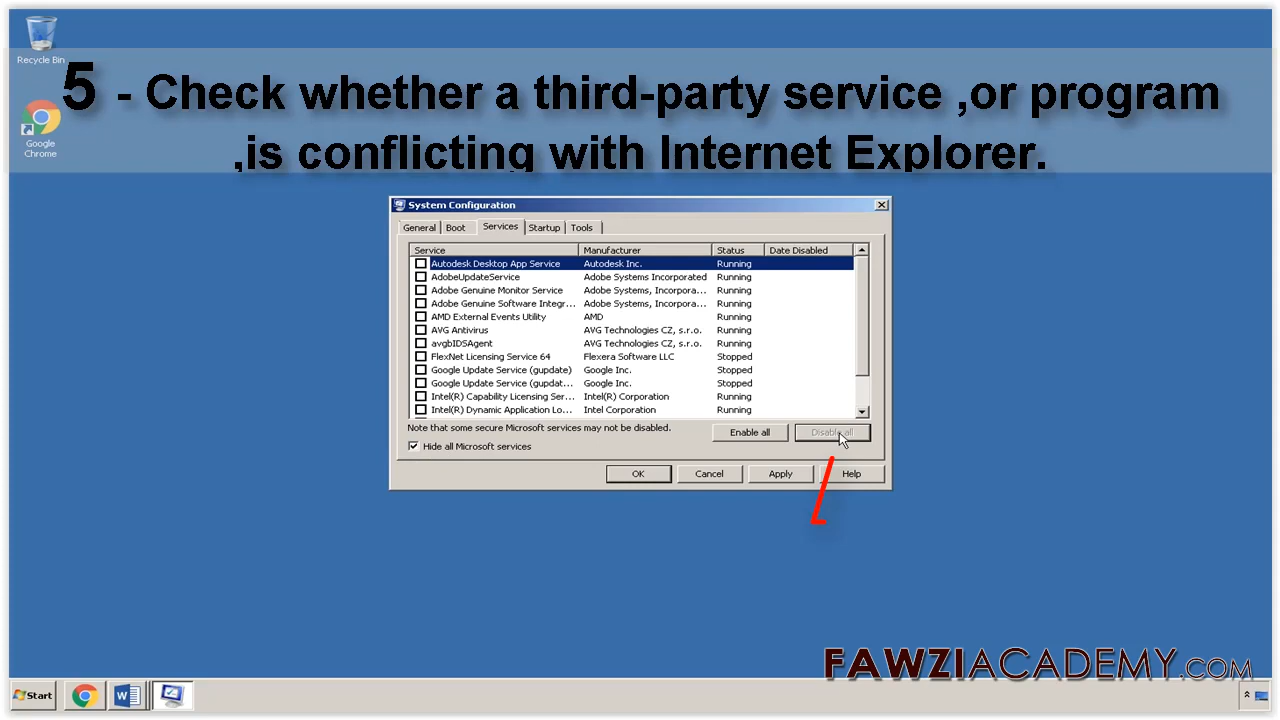 Recycle Bin
Google
Chrome
5 - Check whether a third-party service ,or program
,is conflicting with Internet Explorer.
System Configuration
General Boot Services Startup Tools
Service Manufacturer Status Date Disabled
Autodesk Desktop App Service Autodesk Inc. Running
AdobeUpdateService Adobe Systems Incorporated Running
Adobe Genuine Monitor Service Adobe Systems, Incorpora... Running
Adobe Genuine Software Integr... Adobe Systems, Incorpora... Running
AMD External Events Utility AMD Running
AVG Antivirus AVG Technologies CZ, s.r.o. Running
avgbIDSAgent AVG Technologies CZ, s.r.o. Running
FlexNet Licensing Service 64 Flexera Software LLC Stopped
Google Update Service (gupdate) Google Inc. Stopped
Google Update Service (gupdat... Google Inc. Stopped
Intel(R) Capability Licensing Ser... Intel(R) Corporation Running
Intel(R) Dynamic Application Lo... Intel Corporation Running
Note that some secure Microsoft services may not be disabled.
Enable all Disable all
Hide all Microsoft services
OK Cancel Apply Help
FAWZIACADEMY.COM
Start